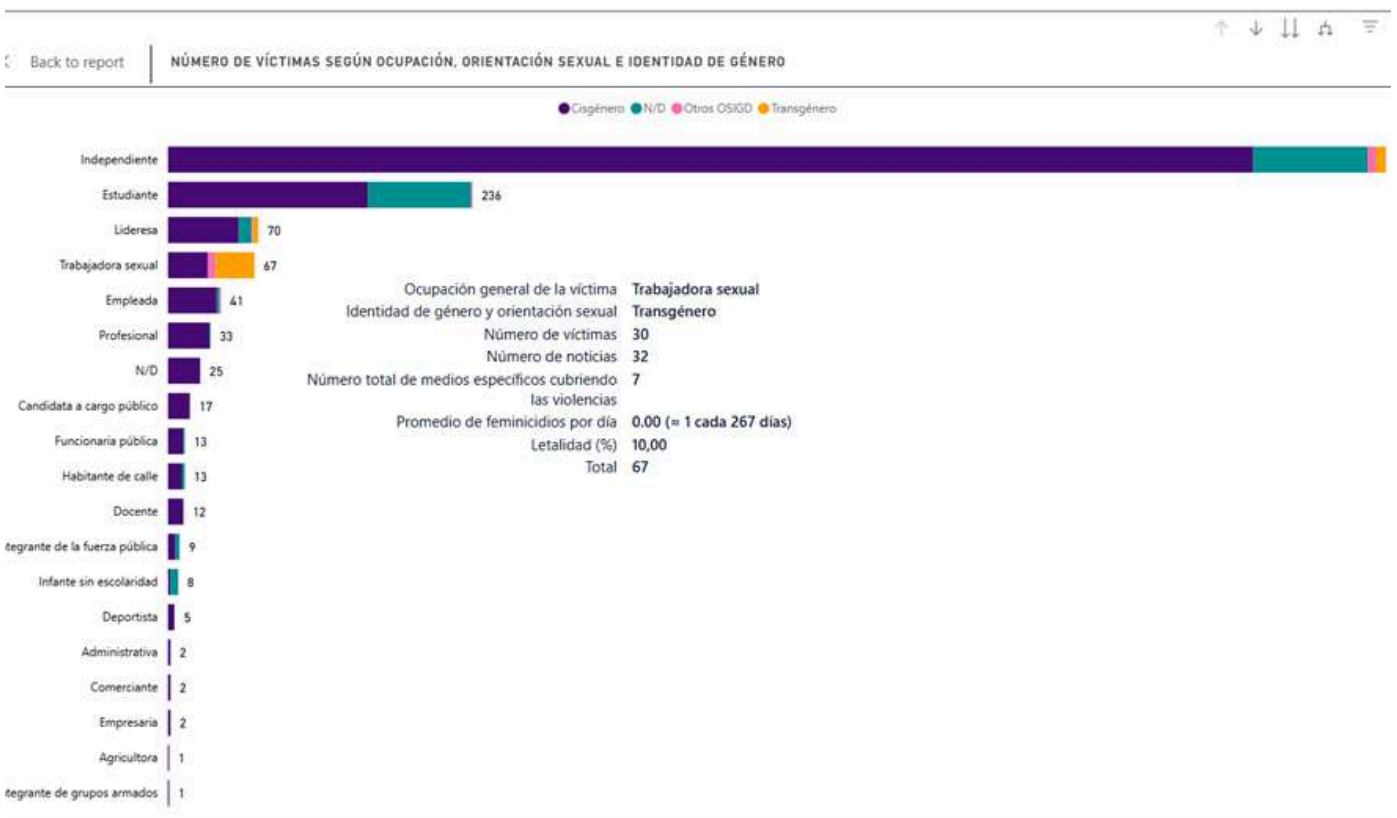 Back to report
NÚMERO DE VÍCTIMAS SEGÚN OCUPACIÓN, ORIENTACIÓN SEXUAL E IDENTIDAD DE GÉNERO
Cisgénero N/D Otros OSIGD Transgénero
Independiente
Estudiante 236
Lideresa 70
Trabajadora sexual 67
Empleada 41
Profesional 33
N/D 25
Candidata a cargo público 17
Funcionaria pública 13
Habitante de calle 13
Docente 12
tegrante de la fuerza pública 9
Infante sin escolaridad 8
Deportista 5
Administrativa 2
Comerciante 2
Empresaria 2
Agricultora 1
tegrante de grupos armados 1
Ocupación general de la víctima Trabajadora sexual
Identidad de género y orientación sexual Transgénero
Número de víctimas 30
Número de noticias 32
Número total de medios específicos cubriendo 7
las violencias
Promedio de feminicidios por día 0.00 (≈ 1 cada 267 días)
Letalidad (%) 10,00
Total 67